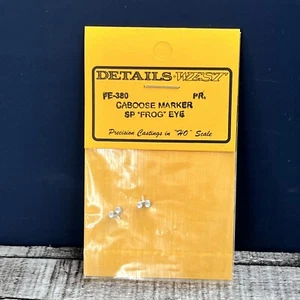 DETAILS WEST
FE-380 PR.
CABOOSE MARKER
SP "FROG" EYE
Precision Castings in "HO" Scale